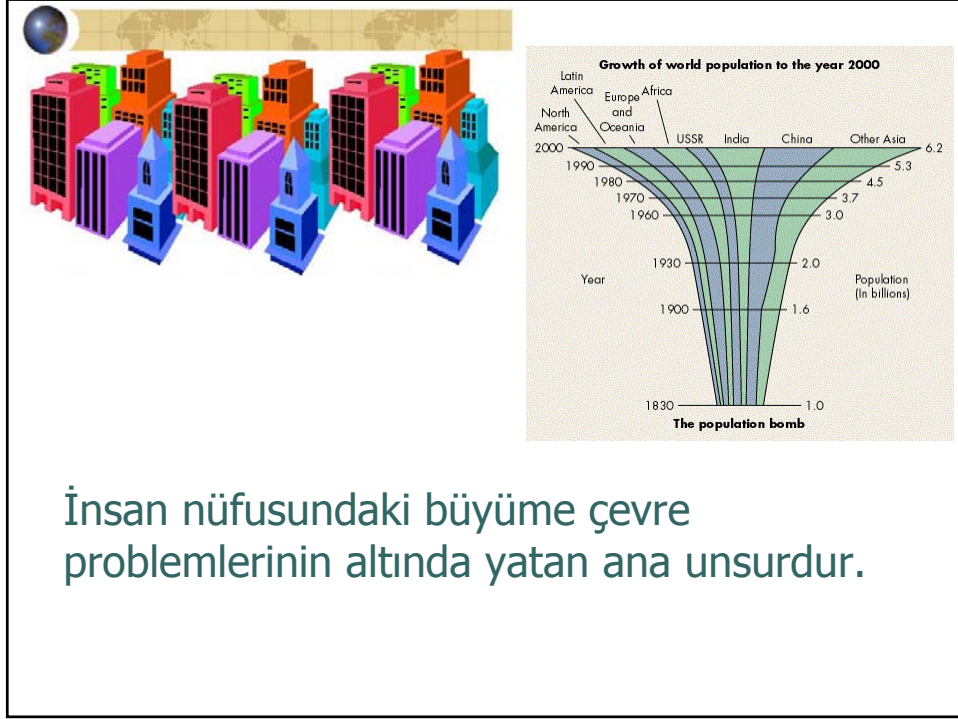 Growth of world population to the year 2000
Latin
America
North
America
Europe
and
Oceania
Africa
USSR India China Other Asia
2000 6.2
1990 5.3
1980 4.5
1970 3.7
1960 3.0
1930 2.0
Year
Population
(In billions)
1900 1.6
1830 1.0
The population bomb
İnsan nüfusundaki büyüme çevre
problemlerinin altında yatan ana unsurdur.